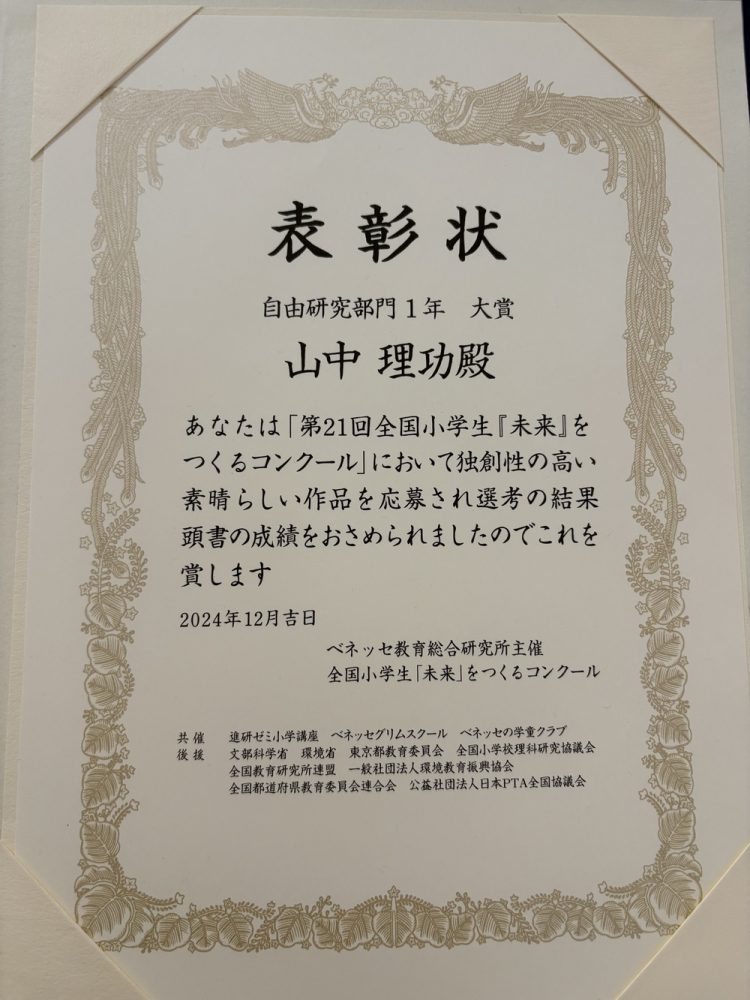 表彰状
自由研究部門1年　大賞
山中 理功殿
あなたは「第21回全国小学生『未来』を
つくるコンクール」において独創性の高い
素晴らしい作品を応募され選考の結果
頭書の成績をおさめられましたのでこれを
賞します
2024年12月吉日
ベネッセ教育総合研究所主催
全国小学生「未来」をつくるコンクール
共催　進研ゼミ小学講座　ベネッセグリムスクール　ベネッセの学童クラブ
後援　文部科学省　環境省　東京都教育委員会　全国小学校理科研究協議会
全国教育研究所連盟　一般社団法人環境教育振興協会
全国都道府県教育委員会連合会　公益社団法人日本PTA全国協議会